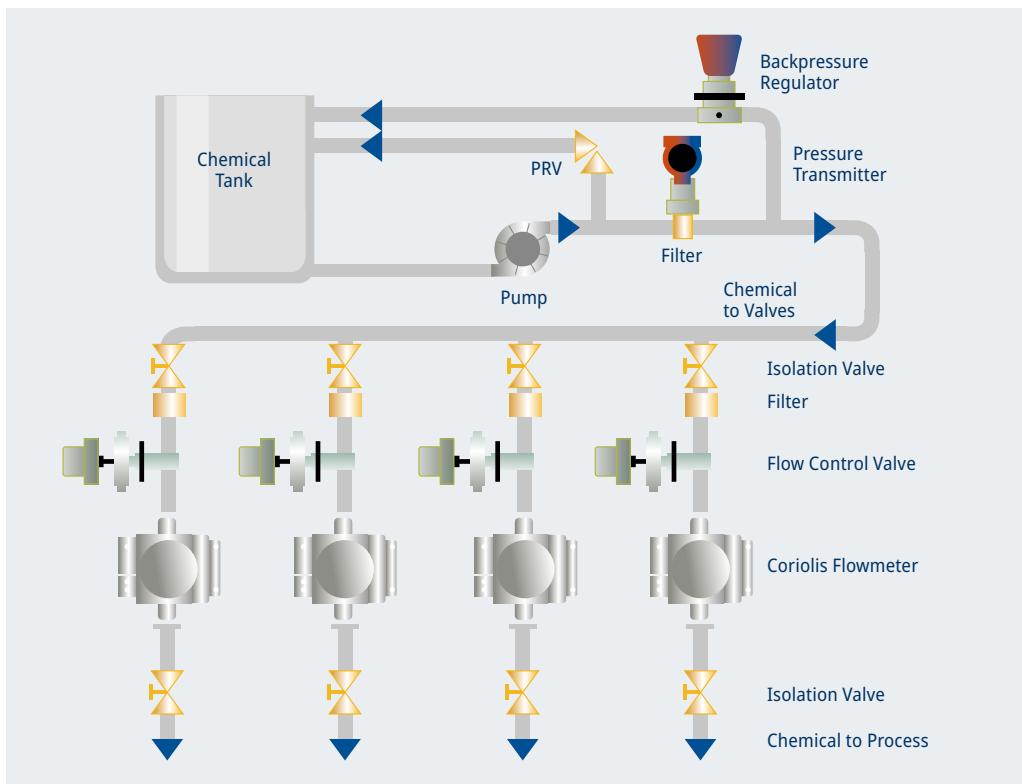 Backpressure
Regulator
Chemical
Tank
PRV
Pressure
Transmitter
Filter
Pump
Chemical
to Valves
Isolation Valve
Filter
Flow Control Valve
Coriolis Flowmeter
Isolation Valve
Chemical to Process